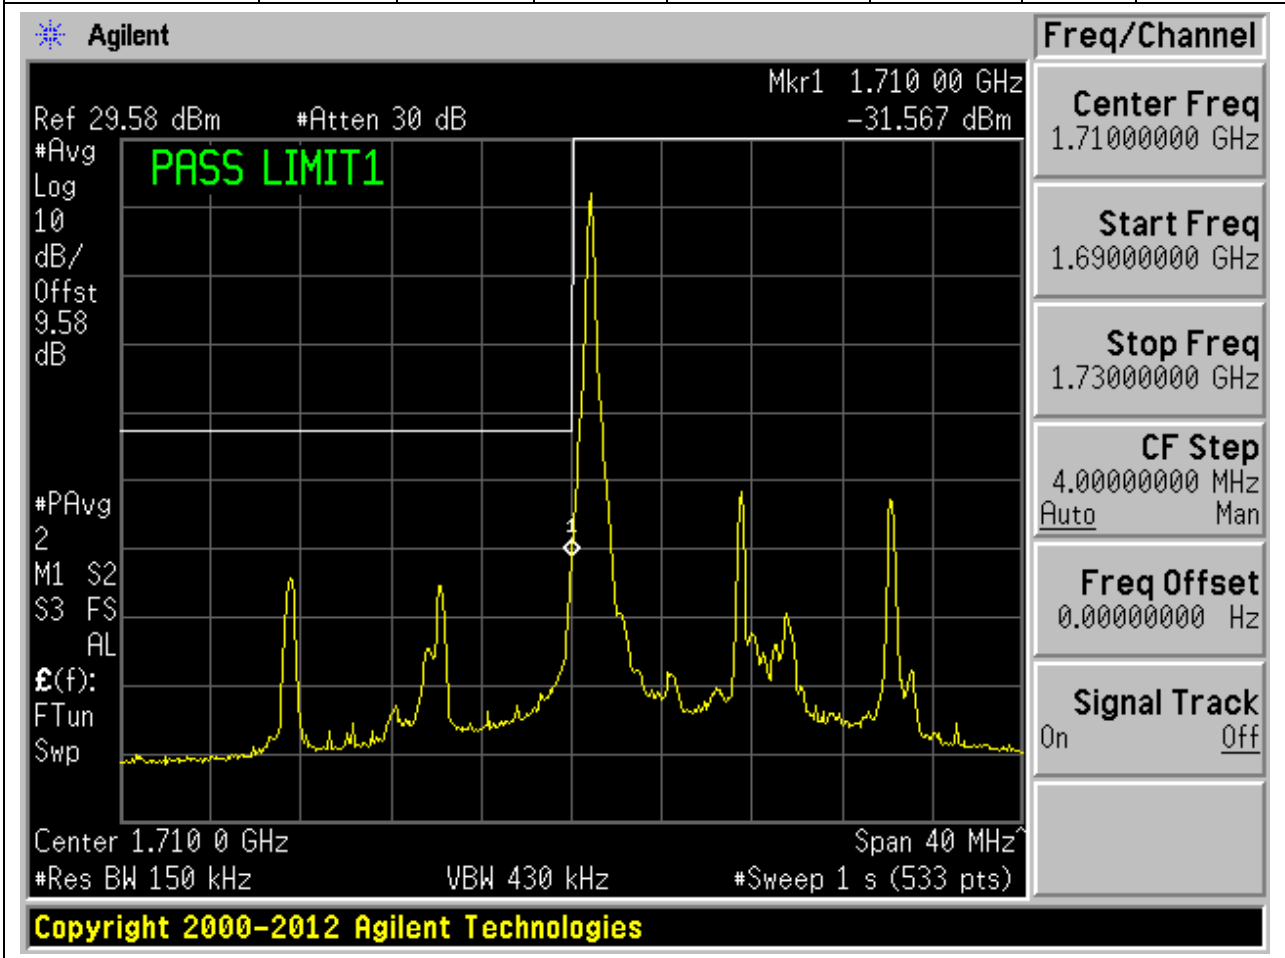 Agilent
Freq/Channel
Mkr1 1.710 00 GHz
Ref 29.58 dBm #Atten 30 dB -31.567 dBm
#Avg
Log
10
dB/
Offst
9.58
dB
PASS LIMIT1
#PAvg
2
M1 S2
S3 FS
AL
£(f):
FTun
Swp
1
Center 1.710 0 GHz Span 40 MHz^
#Res BW 150 kHz VBW 430 kHz #Sweep 1 s (533 pts)
Center Freq
1.71000000 GHz
Start Freq
1.69000000 GHz
Stop Freq
1.73000000 GHz
CF Step
4.00000000 MHz
Auto Man
Freq Offset
0.00000000 Hz
Signal Track
On Off
Copyright 2000-2012 Agilent Technologies